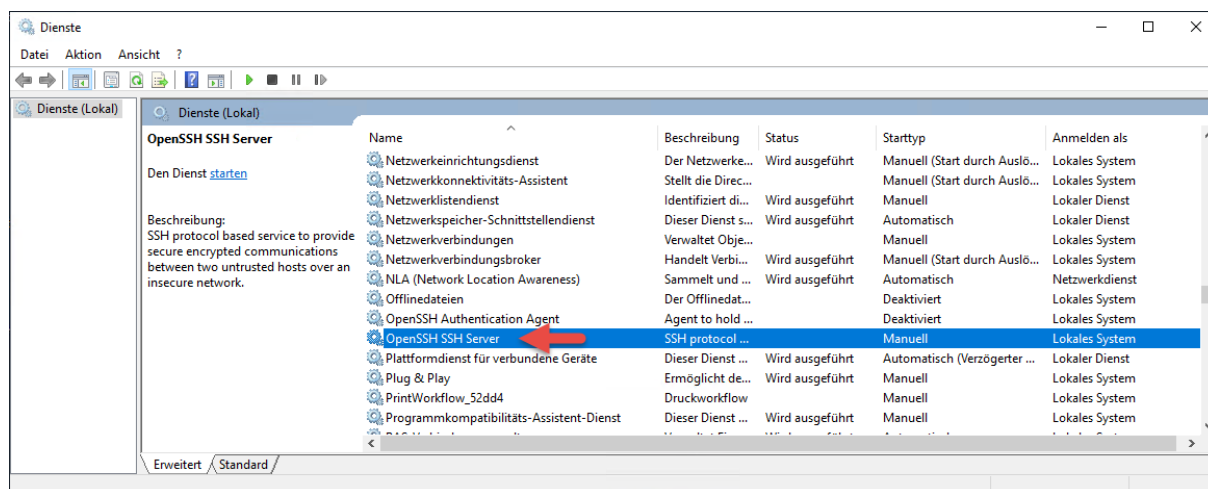 Dienste
Datei Aktion Ansicht ?
Dienste (Lokal)
Dienste (Lokal)
OpenSSH SSH Server
Den Dienst starten
Beschreibung:
SSH protocol based service to provide
secure encrypted communications
between two untrusted hosts over an
insecure network.
Name Beschreibung Status Starttyp Anmelden als
Netzwerkeinrichtungsdienst Der Netzwerke... Wird ausgeführt Manuell (Start durch Auslö... Lokales System
Netzwerkkonnektivitäts-Assistent Stellt die Direc... Manuell (Start durch Auslö... Lokales System
Netzwerklistendienst Identifiziert di... Wird ausgeführt Manuell Lokaler Dienst
Netzwerkspeicher-Schnittstellendienst Dieser Dienst s... Wird ausgeführt Automatisch Lokaler Dienst
Netzwerkverbindungen Verwaltet Obje... Manuell Lokales System
Netzwerkverbindungsbroker Handelt Verbi... Wird ausgeführt Manuell (Start durch Auslö... Lokales System
NLA (Network Location Awareness) Sammelt und ... Wird ausgeführt Automatisch Netzwerkdienst
Offlinedateien Der Offlinedat... Deaktiviert Lokales System
OpenSSH Authentication Agent Agent to hold ... Deaktiviert Lokales System
OpenSSH SSH Server SSH protocol ... Manuell Lokales System
Plattformdienst für verbundene Geräte Dieser Dienst ... Wird ausgeführt Automatisch (Verzögerter ... Lokaler Dienst
Plug & Play Ermöglicht de... Wird ausgeführt Manuell Lokales System
PrintWorkflow_52dd4 Druckworkflow Manuell Lokales System
Programmkompatibilitäts-Assistent-Dienst Dieser Dienst ... Wird ausgeführt Manuell Lokales System
Erweitert Standard